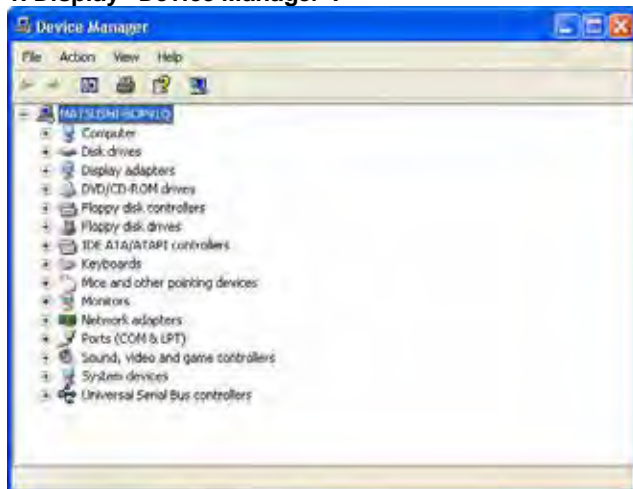 1. Display "Device Manager".
Device Manager
File Action View Help
Computer
Disk drives
Display adapters
DVD/CD-ROM drives
Floppy disk controllers
Floppy disk drives
IDE ATA/ATAPI controllers
Keyboards
Mice and other pointing devices
Monitors
Network adapters
Ports (COM & LPT)
Sound, video and game controllers
System devices
Universal Serial Bus controllers